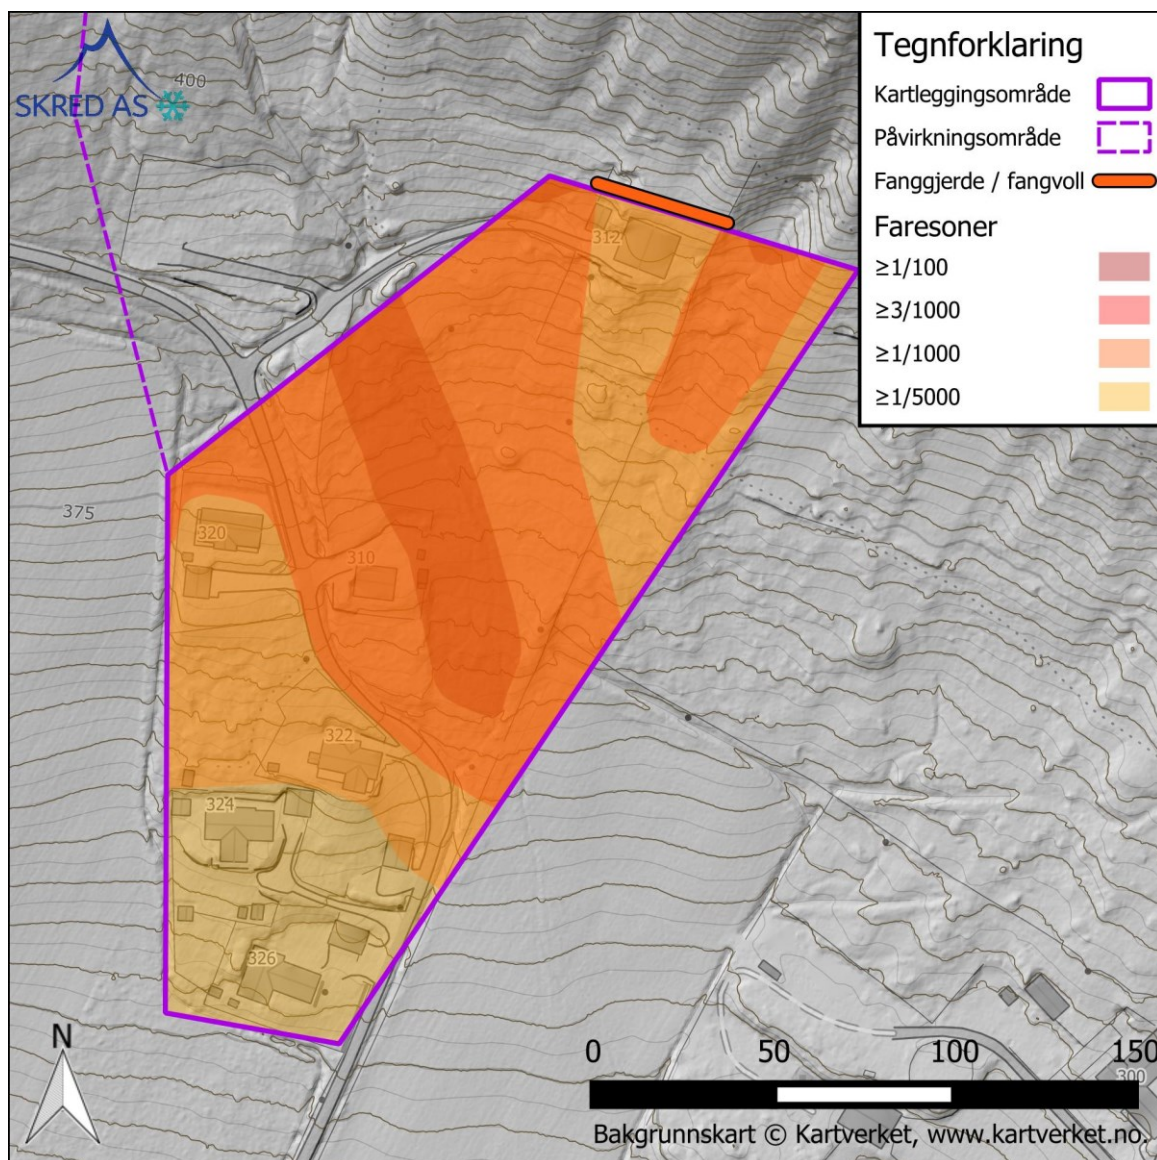 SKRED AS
400
Tegnforklaring
Kartleggingsområde
Påvirkningsområde
Fanggjerde / fangvoll
Faresoner
≥1/100
≥3/1000
≥1/1000
≥1/5000
312
375
320
310
322
324
326
N
0 50 100 150
300
Bakgrunnskart © Kartverket, www.kartverket.no.